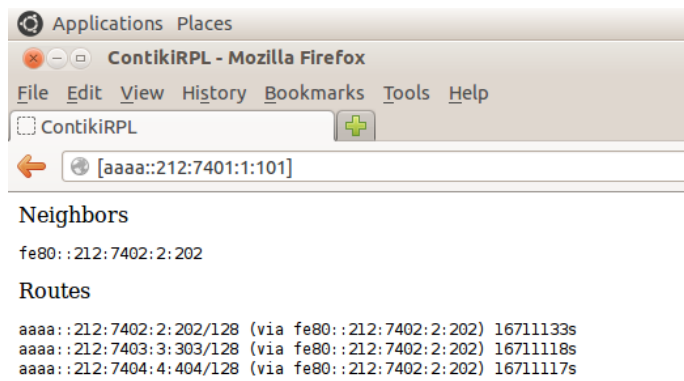 Applications Places
ContikiRPL - Mozilla Firefox
File Edit View History Bookmarks Tools Help
ContikiRPL
[aaaa::212:7401:1:101]
Neighbors
fe80::212:7402:2:202
Routes
aaaa::212:7402:2:202/128 (via fe80::212:7402:2:202) 16711133s
aaaa::212:7403:3:303/128 (via fe80::212:7402:2:202) 16711118s
aaaa::212:7404:4:404/128 (via fe80::212:7402:2:202) 16711117s